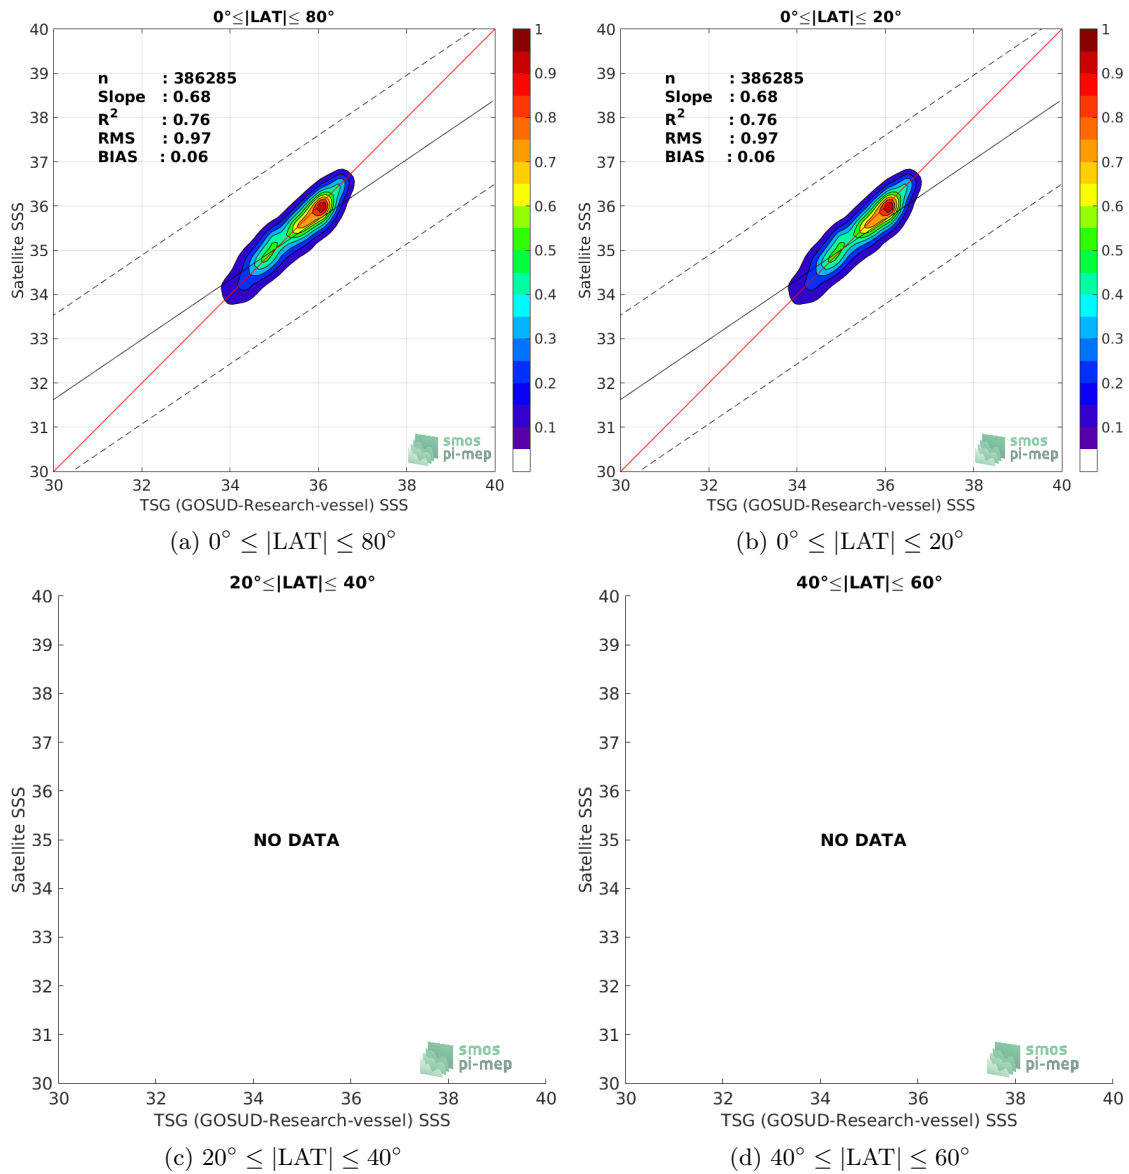 0°≤|LAT|≤ 80°
40
39
38
37
36
35
34
33
32
31
30
Satellite SSS
n : 386285
Slope : 0.68
R2 : 0.76
RMS : 0.97
BIAS : 0.06
smos
pi-mep
30 32 34 36 38 40
TSG (GOSUD-Research-vessel) SSS
1
0.9
0.8
0.7
0.6
0.5
0.4
0.3
0.2
0.1
(a) 0° ≤ |LAT| ≤ 80°
0°≤|LAT|≤ 20°
40
39
38
37
36
35
34
33
32
31
30
Satellite SSS
n : 386285
Slope : 0.68
R2 : 0.76
RMS : 0.97
BIAS : 0.06
smos
pi-mep
30 32 34 36 38 40
TSG (GOSUD-Research-vessel) SSS
1
0.9
0.8
0.7
0.6
0.5
0.4
0.3
0.2
0.1
(b) 0° ≤ |LAT| ≤ 20°
20°≤|LAT|≤ 40°
40
39
38
37
36
35
34
33
32
31
30
Satellite SSS
NO DATA
smos
pi-mep
30 32 34 36 38 40
TSG (GOSUD-Research-vessel) SSS
(c) 20° ≤ |LAT| ≤ 40°
40°≤|LAT|≤ 60°
40
39
38
37
36
35
34
33
32
31
30
Satellite SSS
NO DATA
smos
pi-mep
30 32 34 36 38 40
TSG (GOSUD-Research-vessel) SSS
(d) 40° ≤ |LAT| ≤ 60°